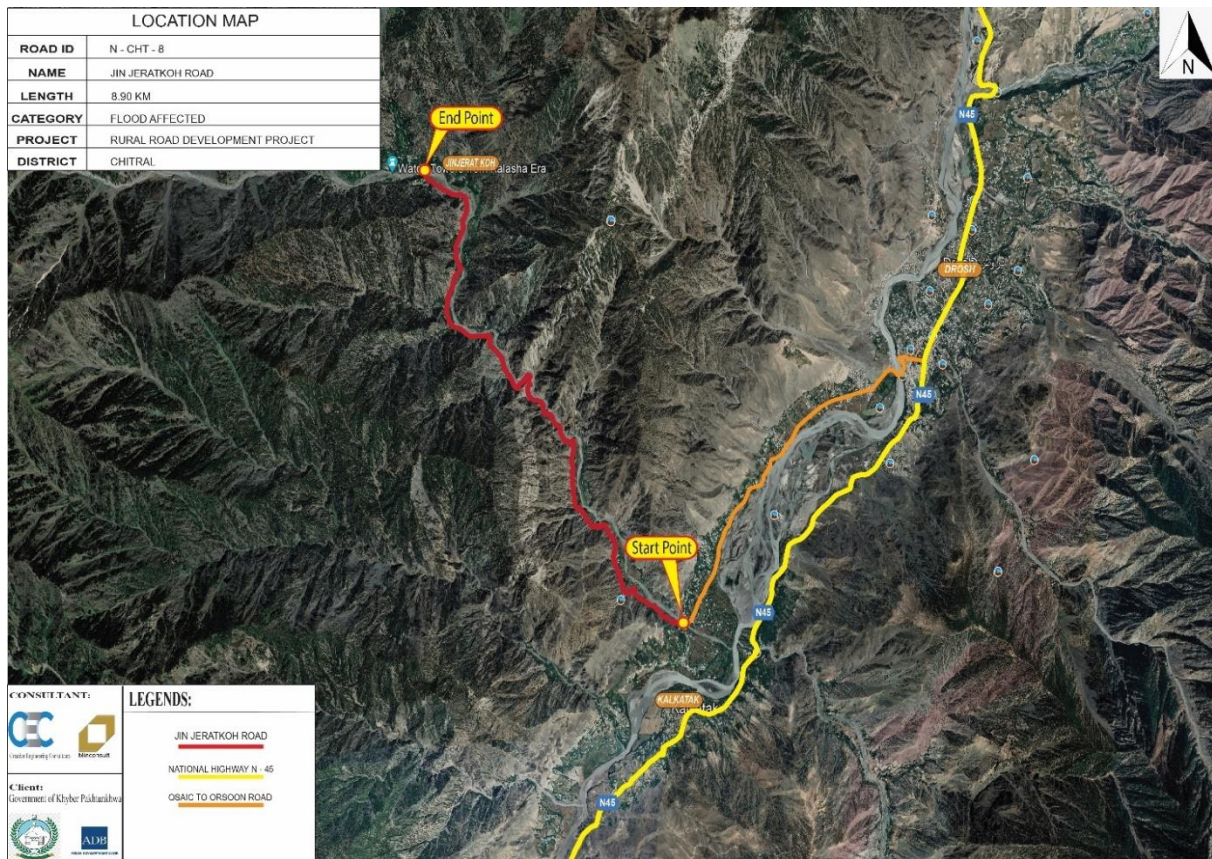 LOCATION MAP
ROAD ID N - CHT - 8
NAME JIN JERATKOH ROAD
LENGTH 8.90 KM
CATEGORY FLOOD AFFECTED
PROJECT RURAL ROAD DEVELOPMENT PROJECT
DISTRICT CHITRAL
N
N45
End Point
JINJERAT KOH
Kalasha Era
DROSH
N45
Start Point
N45
KALKATAK
N45
CONSULTANT:
CEC
Minconsult
Client:
Government of Khyber Pakhtunkhwa
ADB
LEGENDS:
JIN JERATKOH ROAD
NATIONAL HIGHWAY N - 45
OSAIC TO ORSOON ROAD